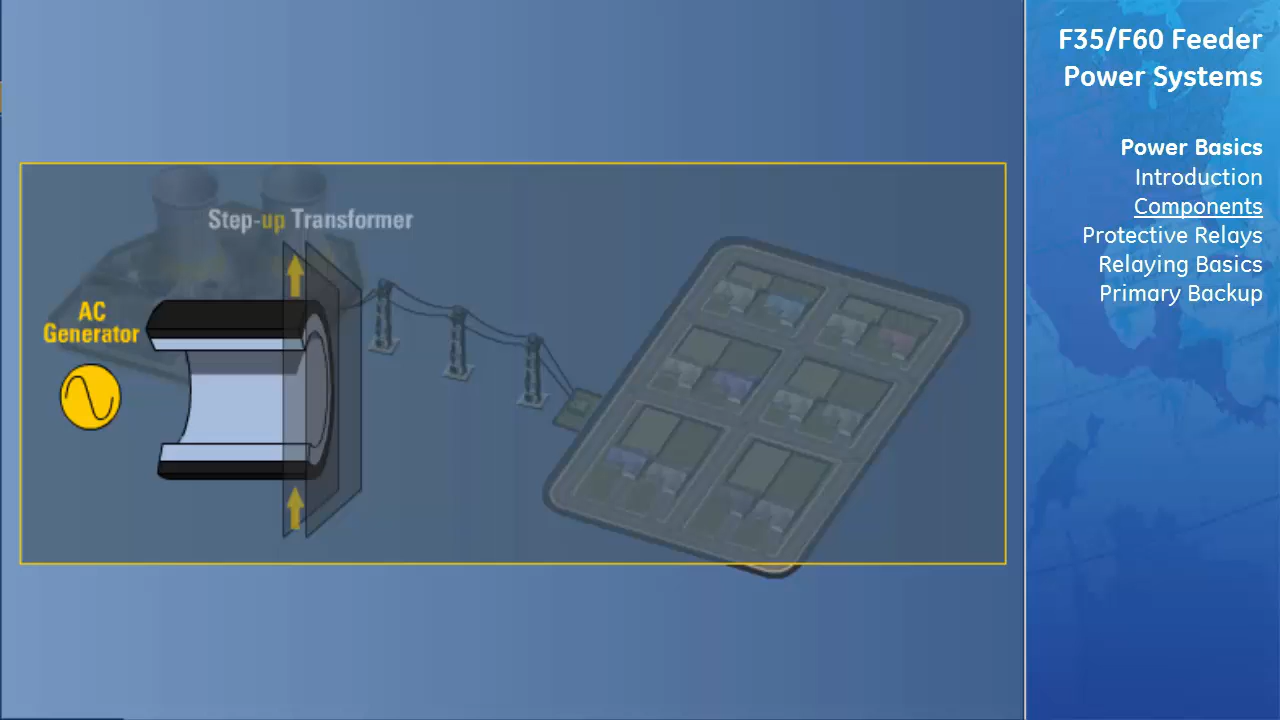 F35/F60 Feeder
Power Systems
Power Basics
Introduction
Components
Protective Relays
Relaying Basics
Primary Backup
Step-up Transformer
AC
Generator